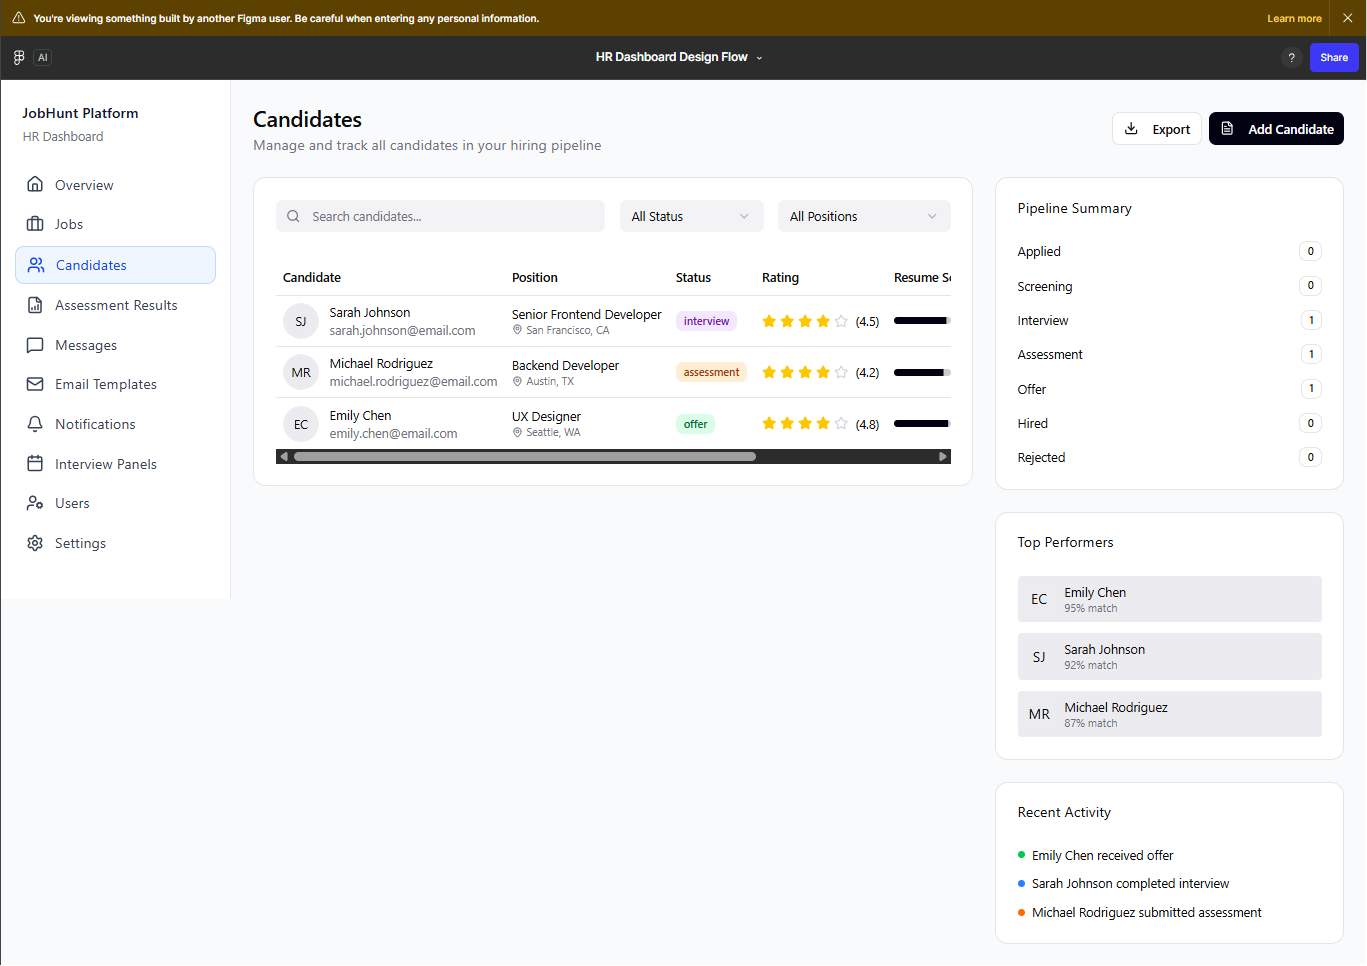 You're viewing something built by another Figma user. Be careful when entering any personal information.
Learn more
AI
HR Dashboard Design Flow
?
Share
JobHunt Platform
HR Dashboard
Overview
Jobs
Candidates
Assessment Results
Messages
Email Templates
Notifications
Interview Panels
Users
Settings
Candidates
Manage and track all candidates in your hiring pipeline
Export
Add Candidate
Search candidates...
All Status
All Positions
Candidate Position Status Rating Resume
SJ
Sarah Johnson
sarah.johnson@email.com
Senior Frontend Developer
San Francisco, CA
interview
(4.5)
MR
Michael Rodriguez
michael.rodriguez@email.com
Backend Developer
Austin, TX
assessment
(4.2)
EC
Emily Chen
emily.chen@email.com
UX Designer
Seattle, WA
offer
(4.8)
Pipeline Summary
Applied 0
Screening 0
Interview 1
Assessment 1
Offer 1
Hired 0
Rejected 0
Top Performers
EC
Emily Chen
95% match
SJ
Sarah Johnson
92% match
MR
Michael Rodriguez
87% match
Recent Activity
Emily Chen received offer
Sarah Johnson completed interview
Michael Rodriguez submitted assessment